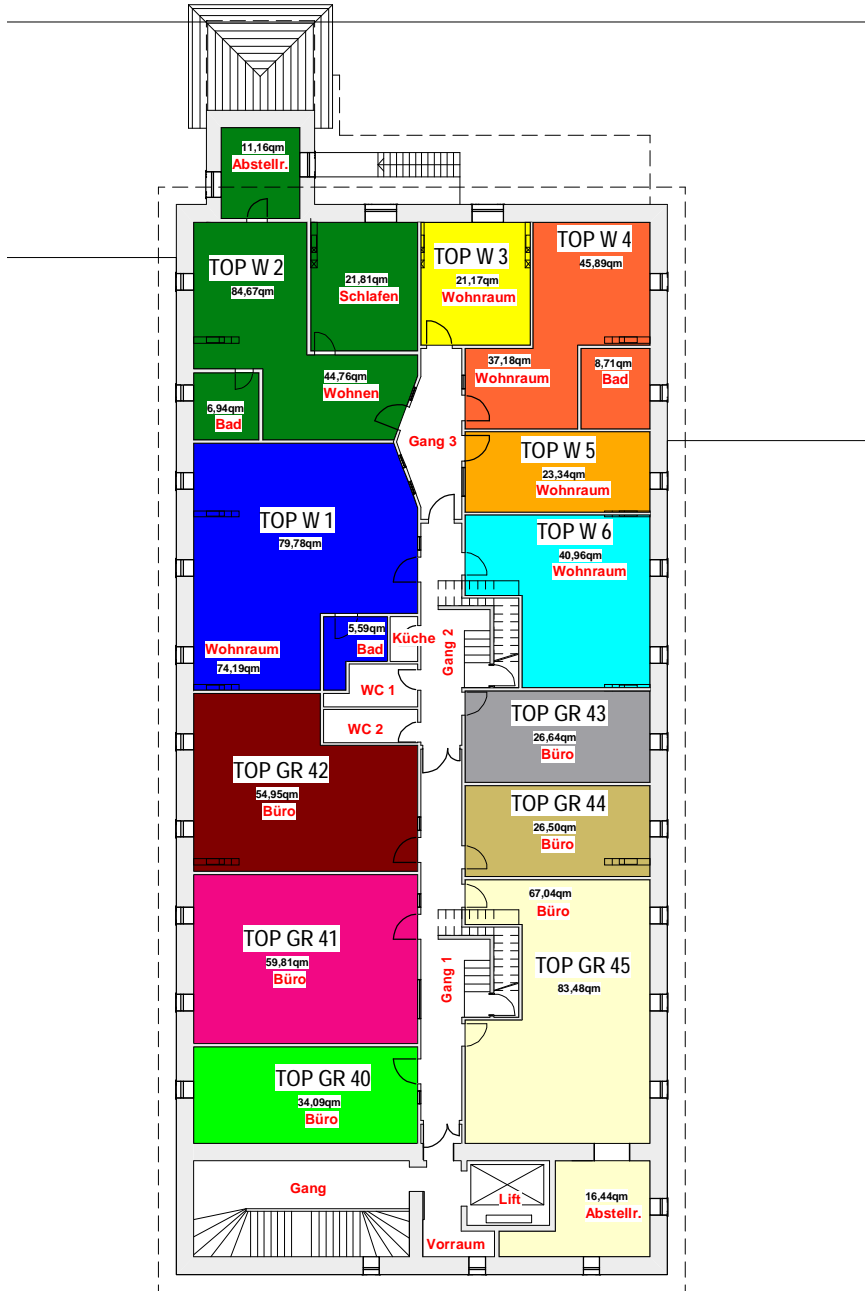 11,16qm
Abstellr.
TOP W 2
84,67qm
21,81qm
Schlafen
TOP W 3
21,17qm
Wohnraum
TOP W 4
45,89qm
44,76qm
Wohnen
6,94qm
Bad
37,18qm
Wohnraum
8,71qm
Bad
Gang 3
TOP W 5
23,34qm
Wohnraum
TOP W 1
79,78qm
TOP W 6
40,96qm
Wohnraum
Wohnraum
74,19qm
5,59qm
Bad
Küche
Gang 2
WC 1
WC 2
TOP GR 43
26,64qm
Büro
TOP GR 42
54,95qm
Büro
TOP GR 44
26,50qm
Büro
67,04qm
Büro
TOP GR 41
59,81qm
Büro
Gang 1
TOP GR 45
83,48qm
TOP GR 40
34,09qm
Büro
Gang
Lift
16,44qm
Abstellr.
Vorraum